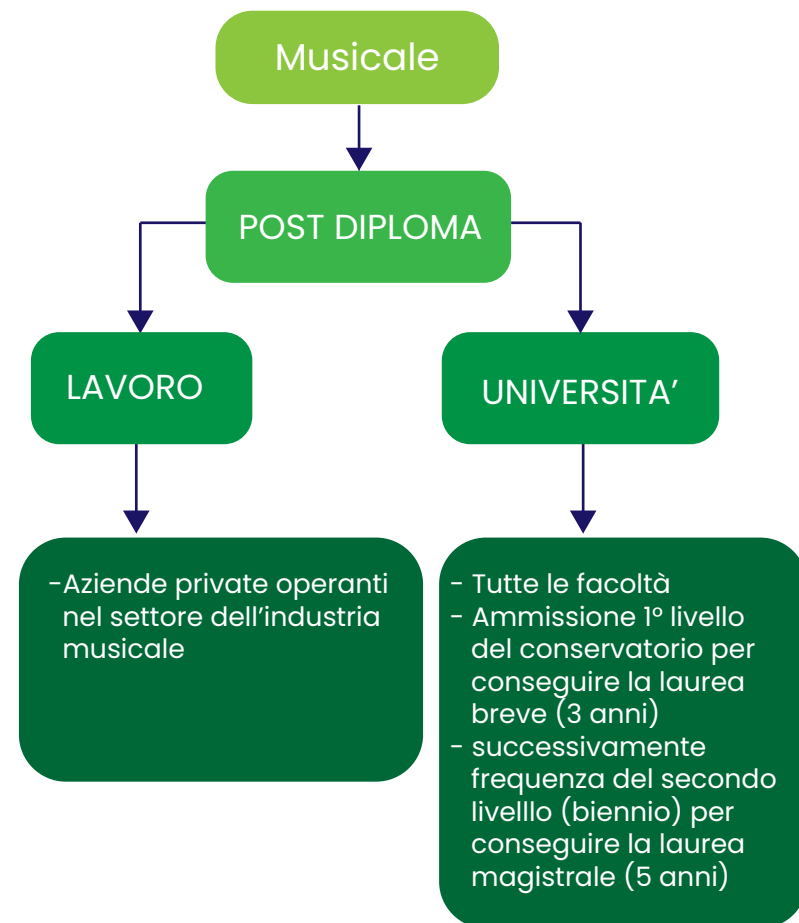 Musicale
POST DIPLOMA
LAVORO
UNIVERSITA’
-Aziende private operanti
nel settore dell’industria
musicale
- Tutte le facoltà
- Ammissione 1° livello
del conservatorio per
conseguire la laurea
breve (3 anni)
- successivamente
frequenza del secondo
livelllo (biennio) per
conseguire la laurea
magistrale (5 anni)